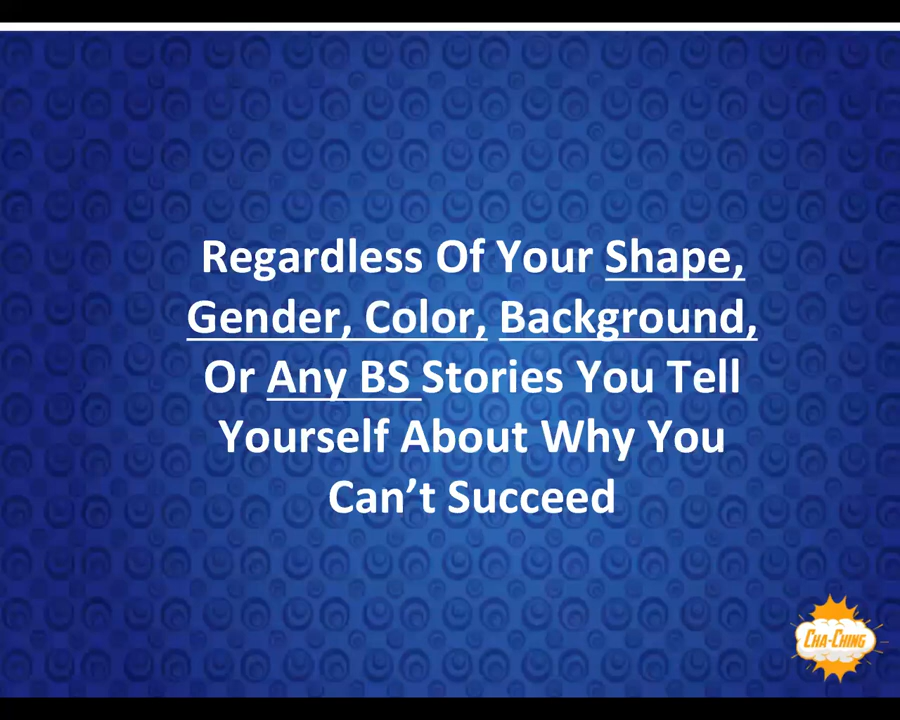 Regardless Of Your Shape,
Gender, Color, Background,
Or Any BS Stories You Tell
Yourself About Why You
Can’t Succeed
CHA-CHING